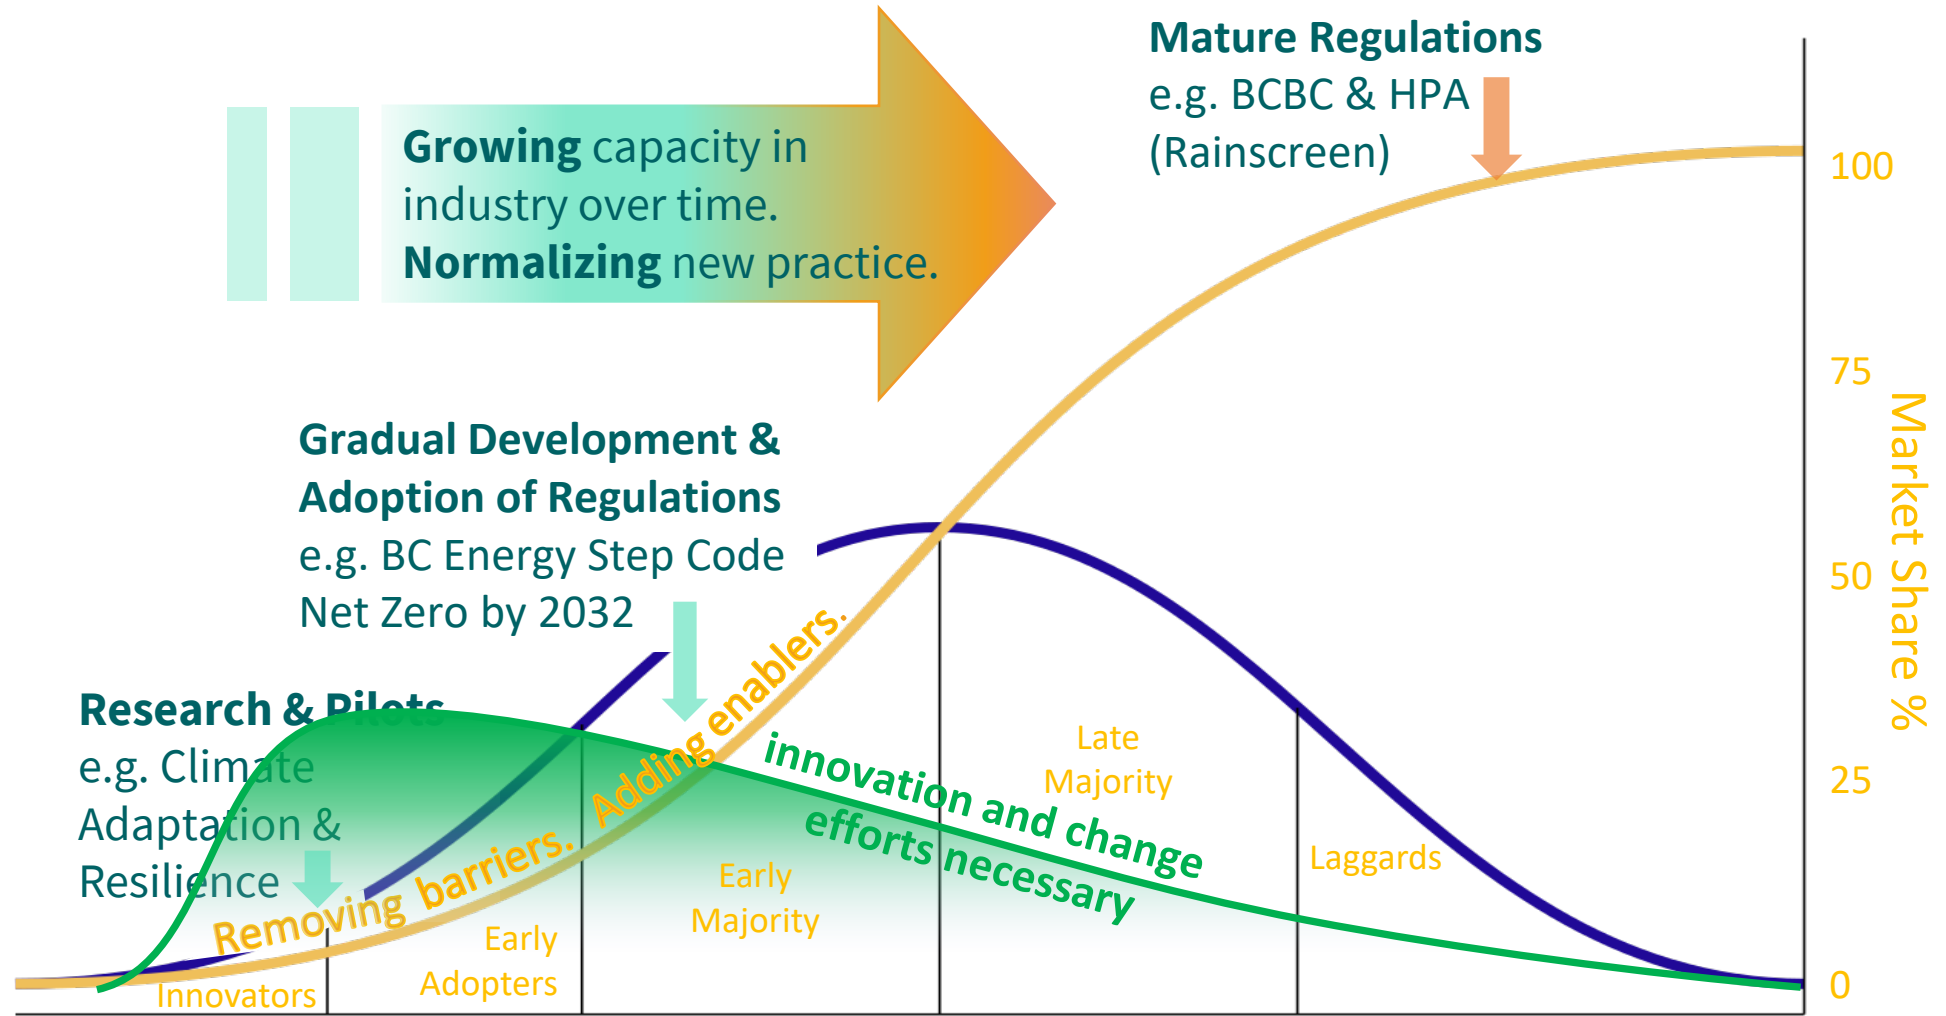 Mature Regulations
e.g. BCBC & HPA
(Rainscreen)
Growing capacity in
industry over time.
Normalizing new practice.
Gradual Development &
Adoption of Regulations
e.g. BC Energy Step Code
Net Zero by 2032
Research & Pilots
e.g. Climate
Adaptation &
Resilience
Removing barriers. Adding enablers.
innovation and change
efforts necessary
Innovators
Early
Adopters
Early
Majority
Late
Majority
Laggards
100
75
50
25
0
Market Share %